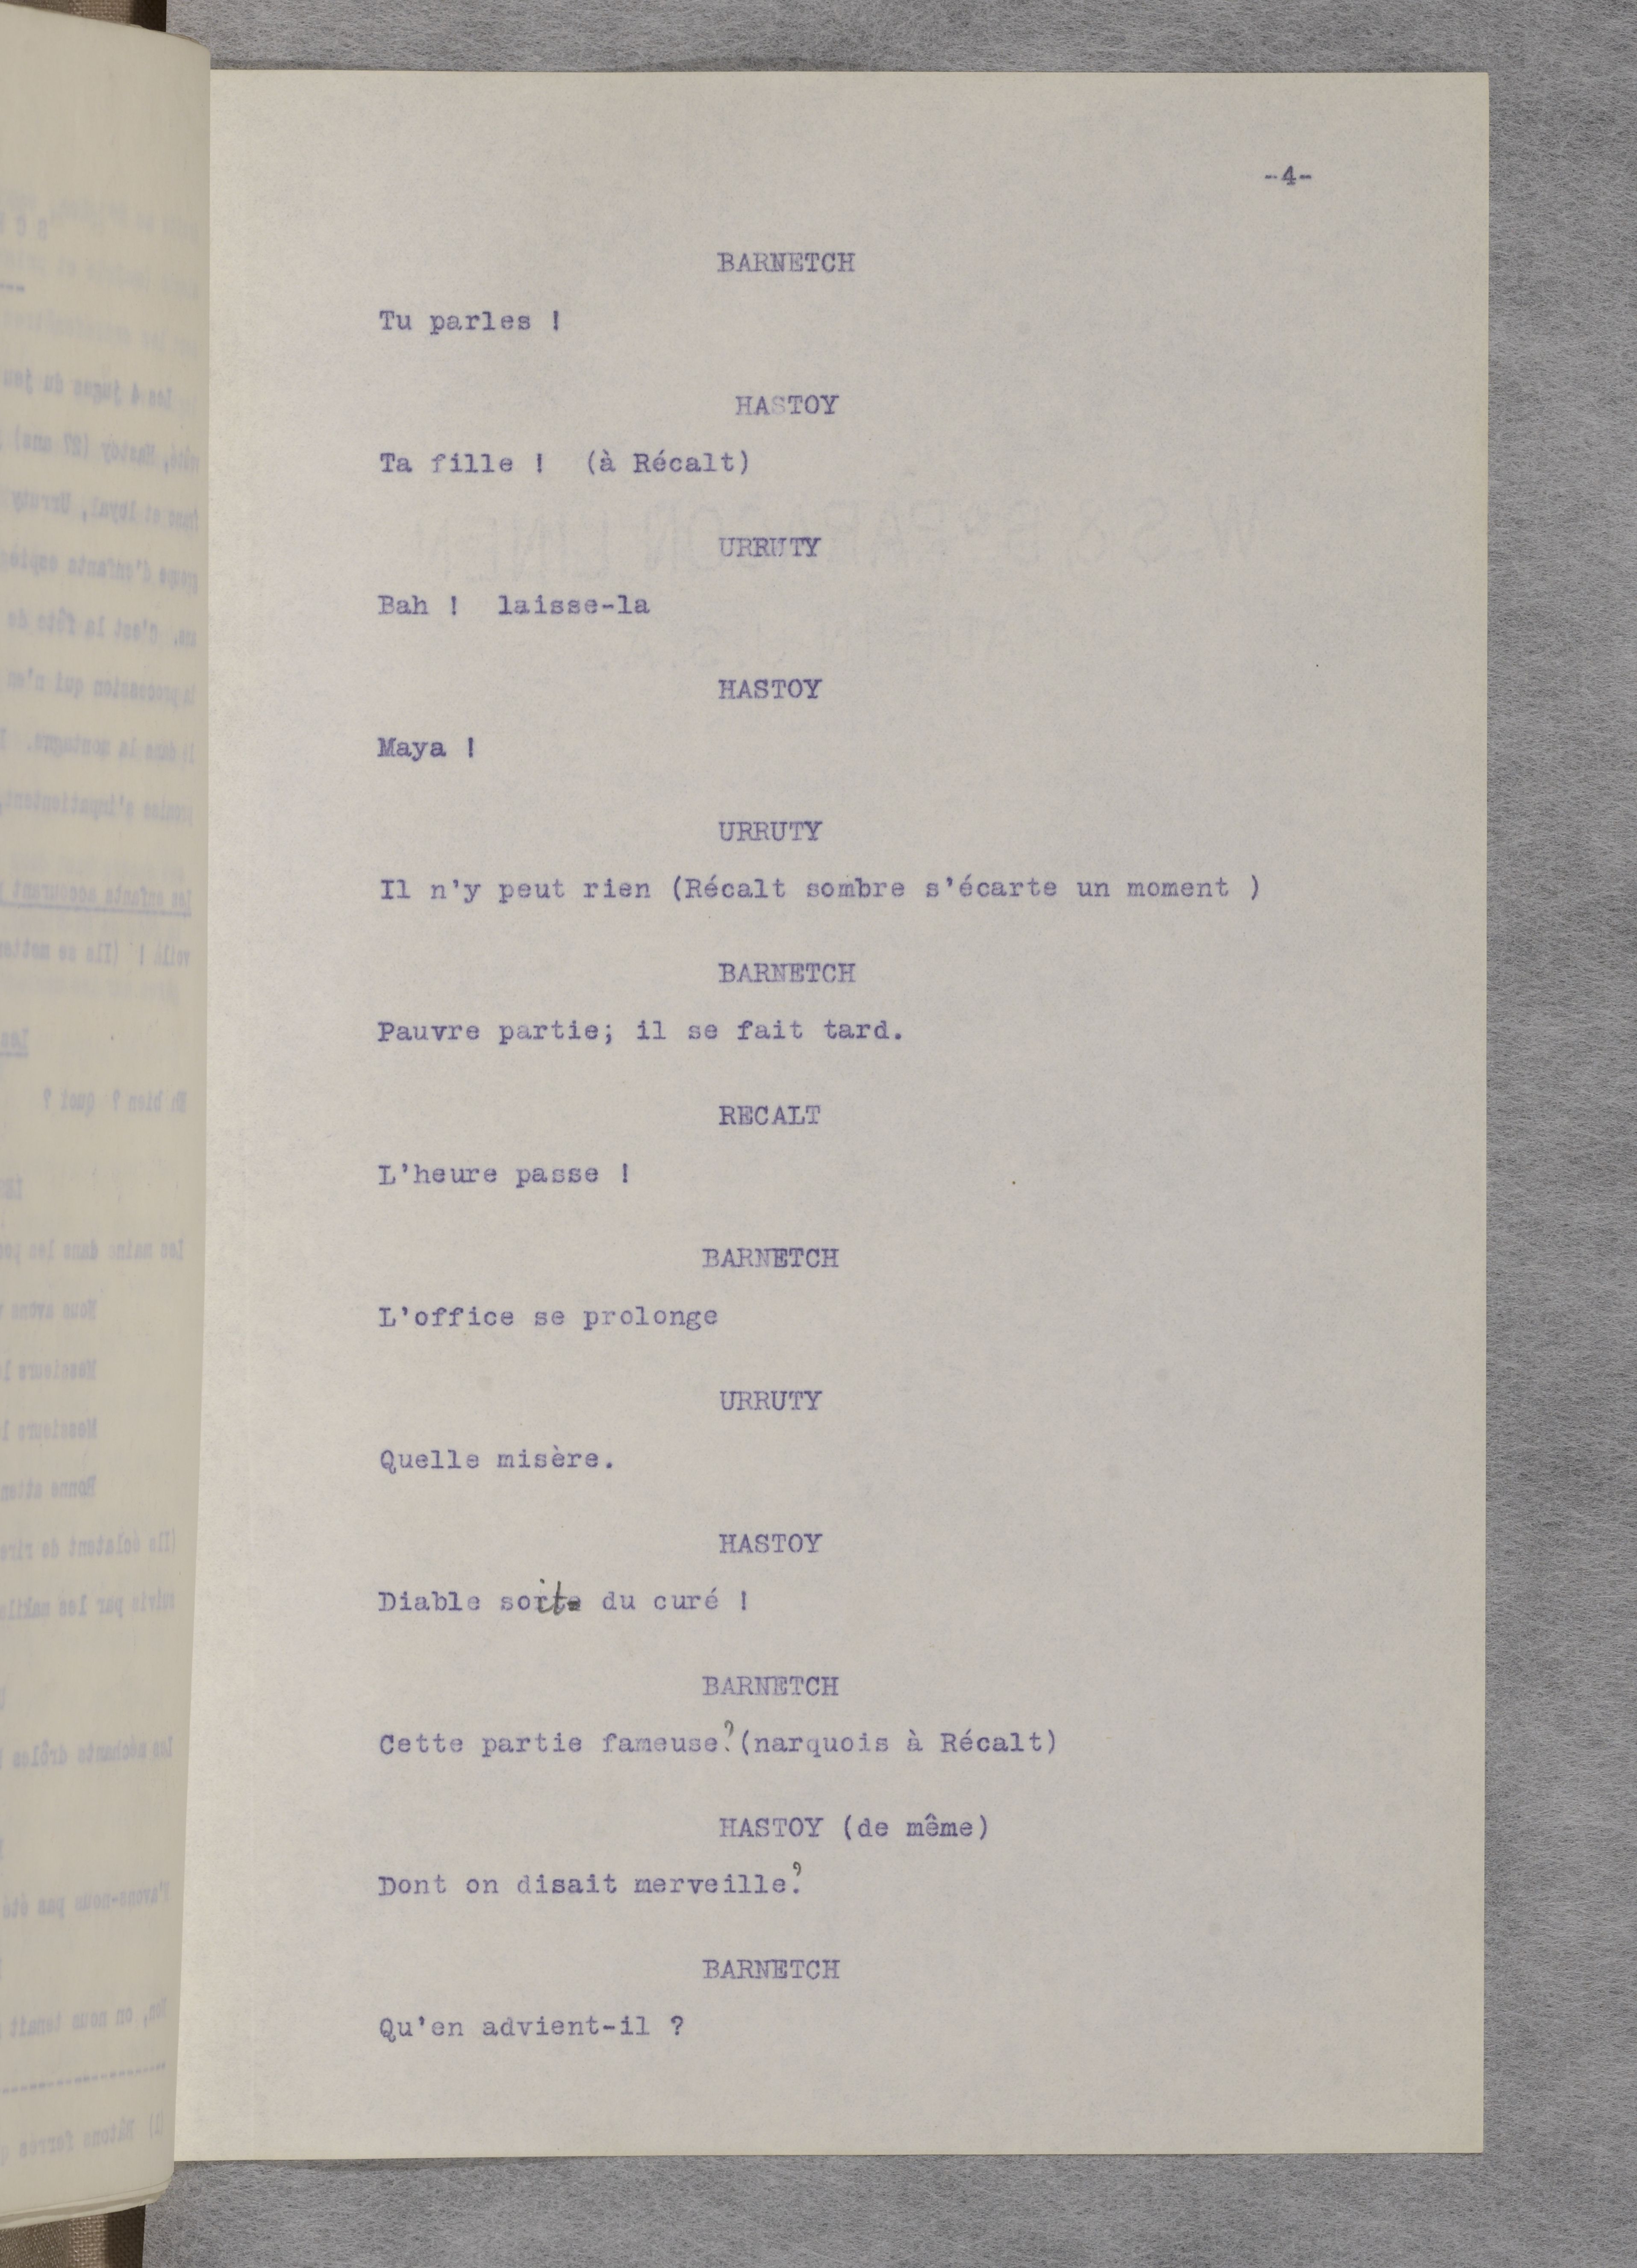 -4-
BARNETCH
Tu parles !
HASTOY
Ta fille !  (à Récalt)
URRUTY
Bah !  laisse-la
HASTOY
Maya !
URRUTY
Il n'y peut rien (Récalt sombre s'écarte un moment )
BARNETCH
Pauvre partie; il se fait tard.
RECALT
L'heure passe !
BARNETCH
L'office se prolonge
URRUTY
Quelle misère.
HASTOY
Diable soit du curé !
BARNETCH
Cette partie fameuse?(narquois à Récalt)
HASTOY (de même)
Dont on disait merveille?
BARNETCH
Qu'en advient-il ?